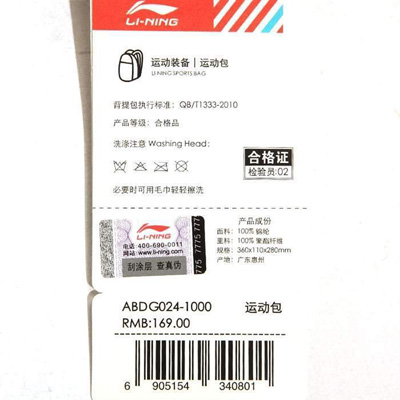 LI-NING
运动装备 | 运动包
LI NING SPORTS BAG
背提包执行标准: QB/T1333-2010
产品等级: 合格品
洗涤注意 Washing Head:
必要时可用毛巾轻轻擦洗
合格证
检验员:02
LI-NING
电话:400-690-0011
网站:www.li-ning.com
刮涂层 查真伪
产品成份
面料: 100% 锦纶
里料: 100% 聚酯纤维
规格: 360x110x280mm
产地: 广东惠州
ABDG024-1000 运动包
RMB:169.00
6 905154 340801 >